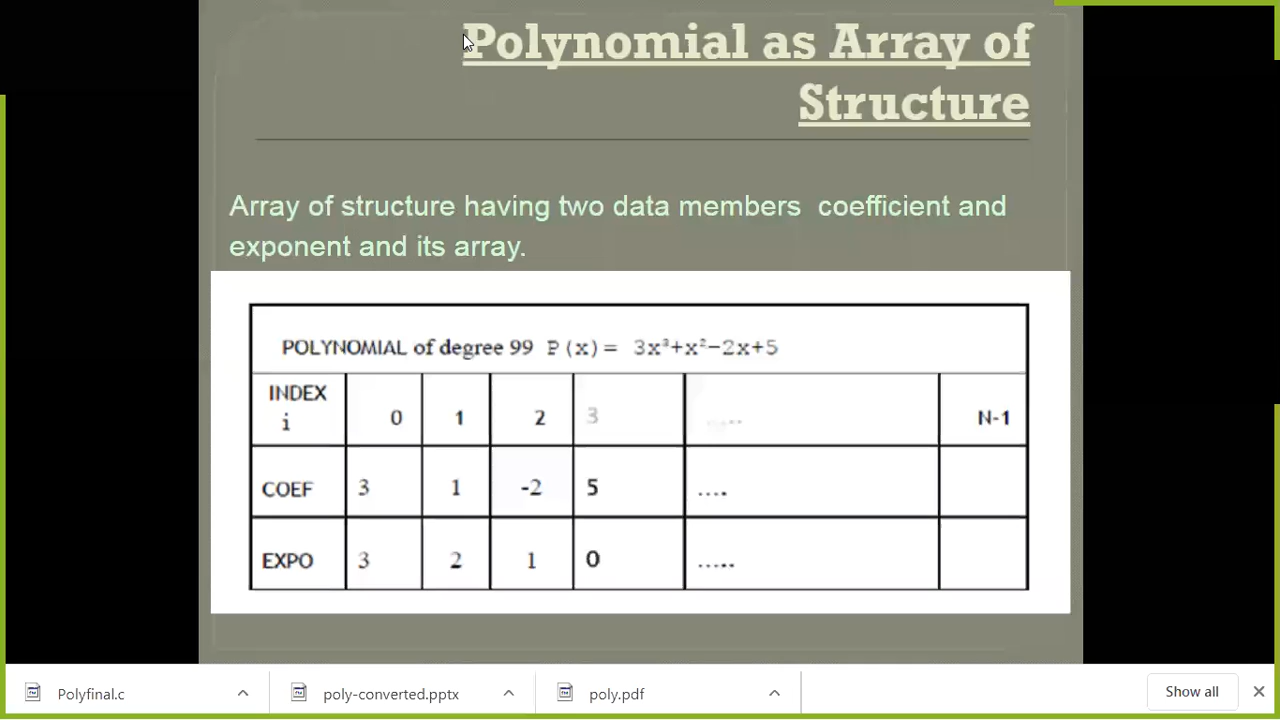 Polynomial as Array of
Structure
Array of structure having two data members coefficient and
exponent and its array.
POLYNOMIAL of degree 99 P(x)= 3x³+x²-2x+5
INDEX
i 0 1 2 3 ..... N-1
COEF 3 1 -2 5 ....
EXPO 3 2 1 0 .....
Polyfinal.c poly-converted.pptx poly.pdf Show all